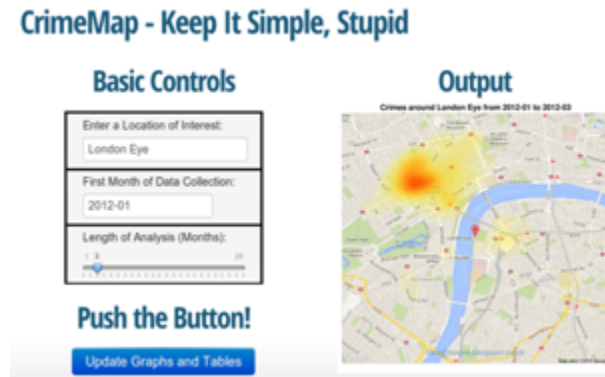 CrimeMap - Keep It Simple, Stupid
Basic Controls
Enter a Location of Interest:
London Eye
First Month of Data Collection:
2012-01
Length of Analysis (Months):
1 3 24
Push the Button!
Update Graphs and Tables
Output
Crimes around London Eye from 2012-01 to 2012-03